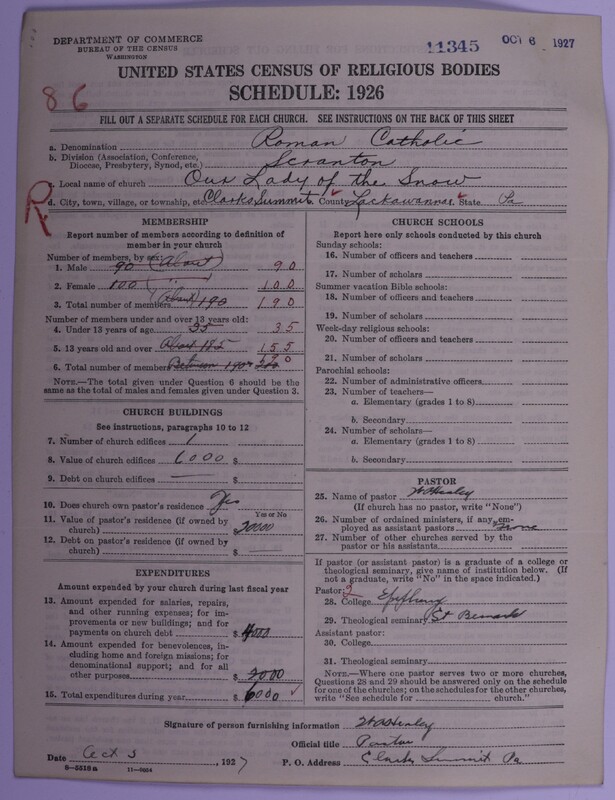 DEPARTMENT OF COMMERCE
BUREAU OF THE CENSUS
WASHINGTON
11345
OCT 6 1927
UNITED STATES CENSUS OF RELIGIOUS BODIES
SCHEDULE: 1926
86
FILL OUT A SEPARATE SCHEDULE FOR EACH CHURCH. SEE INSTRUCTIONS ON THE BACK OF THIS SHEET
a. Denomination Roman Catholic
b. Division (Association, Conference, Diocese, Presbytery, Synod, etc.) Scranton
c. Local name of church Our Lady of the Snow
R
d. City, town, village, or township, etc. Clarks Summit County Lackawanna State Pa
MEMBERSHIP
Report number of members according to definition of
member in your church
Number of members, by sex:
1. Male 90 (About) 90
2. Female 100 100
3. Total number of members (About) 190 190
Number of members under and over 13 years old:
4. Under 13 years of age 35 35
5. 13 years old and over About 185 155
6. Total number of members
NOTE.—The total given under Question 6 should be the
same as the total of males and females given under Question 3.
CHURCH BUILDINGS
See instructions, paragraphs 10 to 12
7. Number of church edifices 1
8. Value of church edifices 6000 $
9. Debt on church edifices — $
10. Does church own pastor's residence? Yes
Yes or No
11. Value of pastor's residence (if owned by
church) $ 20000
12. Debt on pastor's residence (if owned by
church) $ —
EXPENDITURES
Amount expended by your church during last fiscal year
13. Amount expended for salaries, repairs,
and other running expenses; for im-
provements or new buildings; and for
payments on church debt $ 4000
14. Amount expended for benevolences, in-
cluding home and foreign missions; for
denominational support; and for all
other purposes $ 2000
15. Total expenditures during year $ 6000
CHURCH SCHOOLS
Report here only schools conducted by this church
Sunday schools:
16. Number of officers and teachers
17. Number of scholars
Summer vacation Bible schools:
18. Number of officers and teachers
19. Number of scholars
Week-day religious schools:
20. Number of officers and teachers
21. Number of scholars
Parochial schools:
22. Number of administrative officers
23. Number of teachers—
a. Elementary (grades 1 to 8)
b. Secondary
24. Number of scholars—
a. Elementary (grades 1 to 8)
b. Secondary
PASTOR
25. Name of pastor Healey
(If church has no pastor, write "None")
26. Number of ordained ministers, if any, em-
ployed as assistant pastors None
27. Number of other churches served by the
pastor or his assistants
If pastor (or assistant pastor) is a graduate of a college or
theological seminary, give name of institution below. (If
not a graduate, write "No" in the space indicated.)
Pastor:
28. College Epiphany
29. Theological seminary St Bernards
Assistant pastor:
30. College
31. Theological seminary
NOTE.—Where one pastor serves two or more churches,
Questions 28 and 29 should be answered only on the schedule
for one of the churches; on the schedules for the other churches,
write "See schedule for church."
Signature of person furnishing information Healey
Official title Pastor
Date Oct 3, 1927 P. O. Address Clarks Summit Pa
8-5518a 11-8664